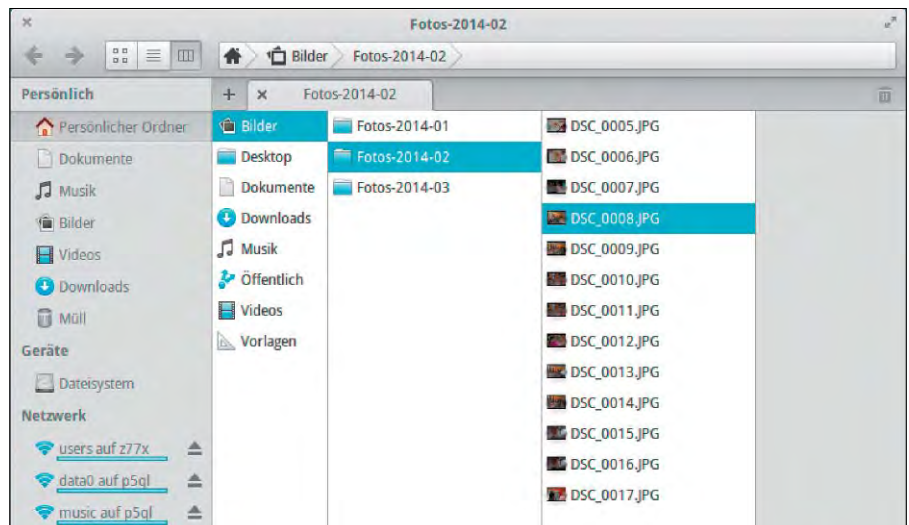 Fotos-2014-02
Bilder
Fotos-2014-02
Persönlich
Fotos-2014-02
Persönlicher Ordner
Dokumente
Musik
Bilder
Videos
Downloads
Müll
Geräte
Dateisystem
Netzwerk
users auf z77x
data0 auf p5ql
music auf p5ql
Bilder
Desktop
Dokumente
Downloads
Musik
Öffentlich
Videos
Vorlagen
Fotos-2014-01
Fotos-2014-02
Fotos-2014-03
DSC_0005.JPG
DSC_0006.JPG
DSC_0007.JPG
DSC_0008.JPG
DSC_0009.JPG
DSC_0010.JPG
DSC_0011.JPG
DSC_0012.JPG
DSC_0013.JPG
DSC_0014.JPG
DSC_0015.JPG
DSC_0016.JPG
DSC_0017.JPG